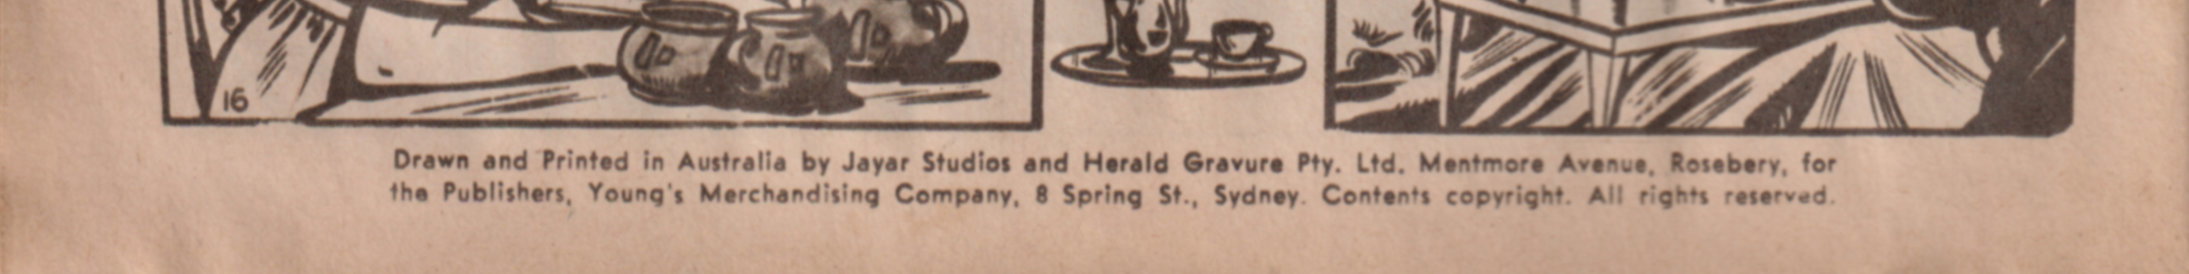 16
Drawn and Printed in Australia by Jayar Studios and Herald Gravure Pty. Ltd. Mentmore Avenue, Rosebery, for
the Publishers, Young's Merchandising Company, 8 Spring St., Sydney. Contents copyright. All rights reserved.